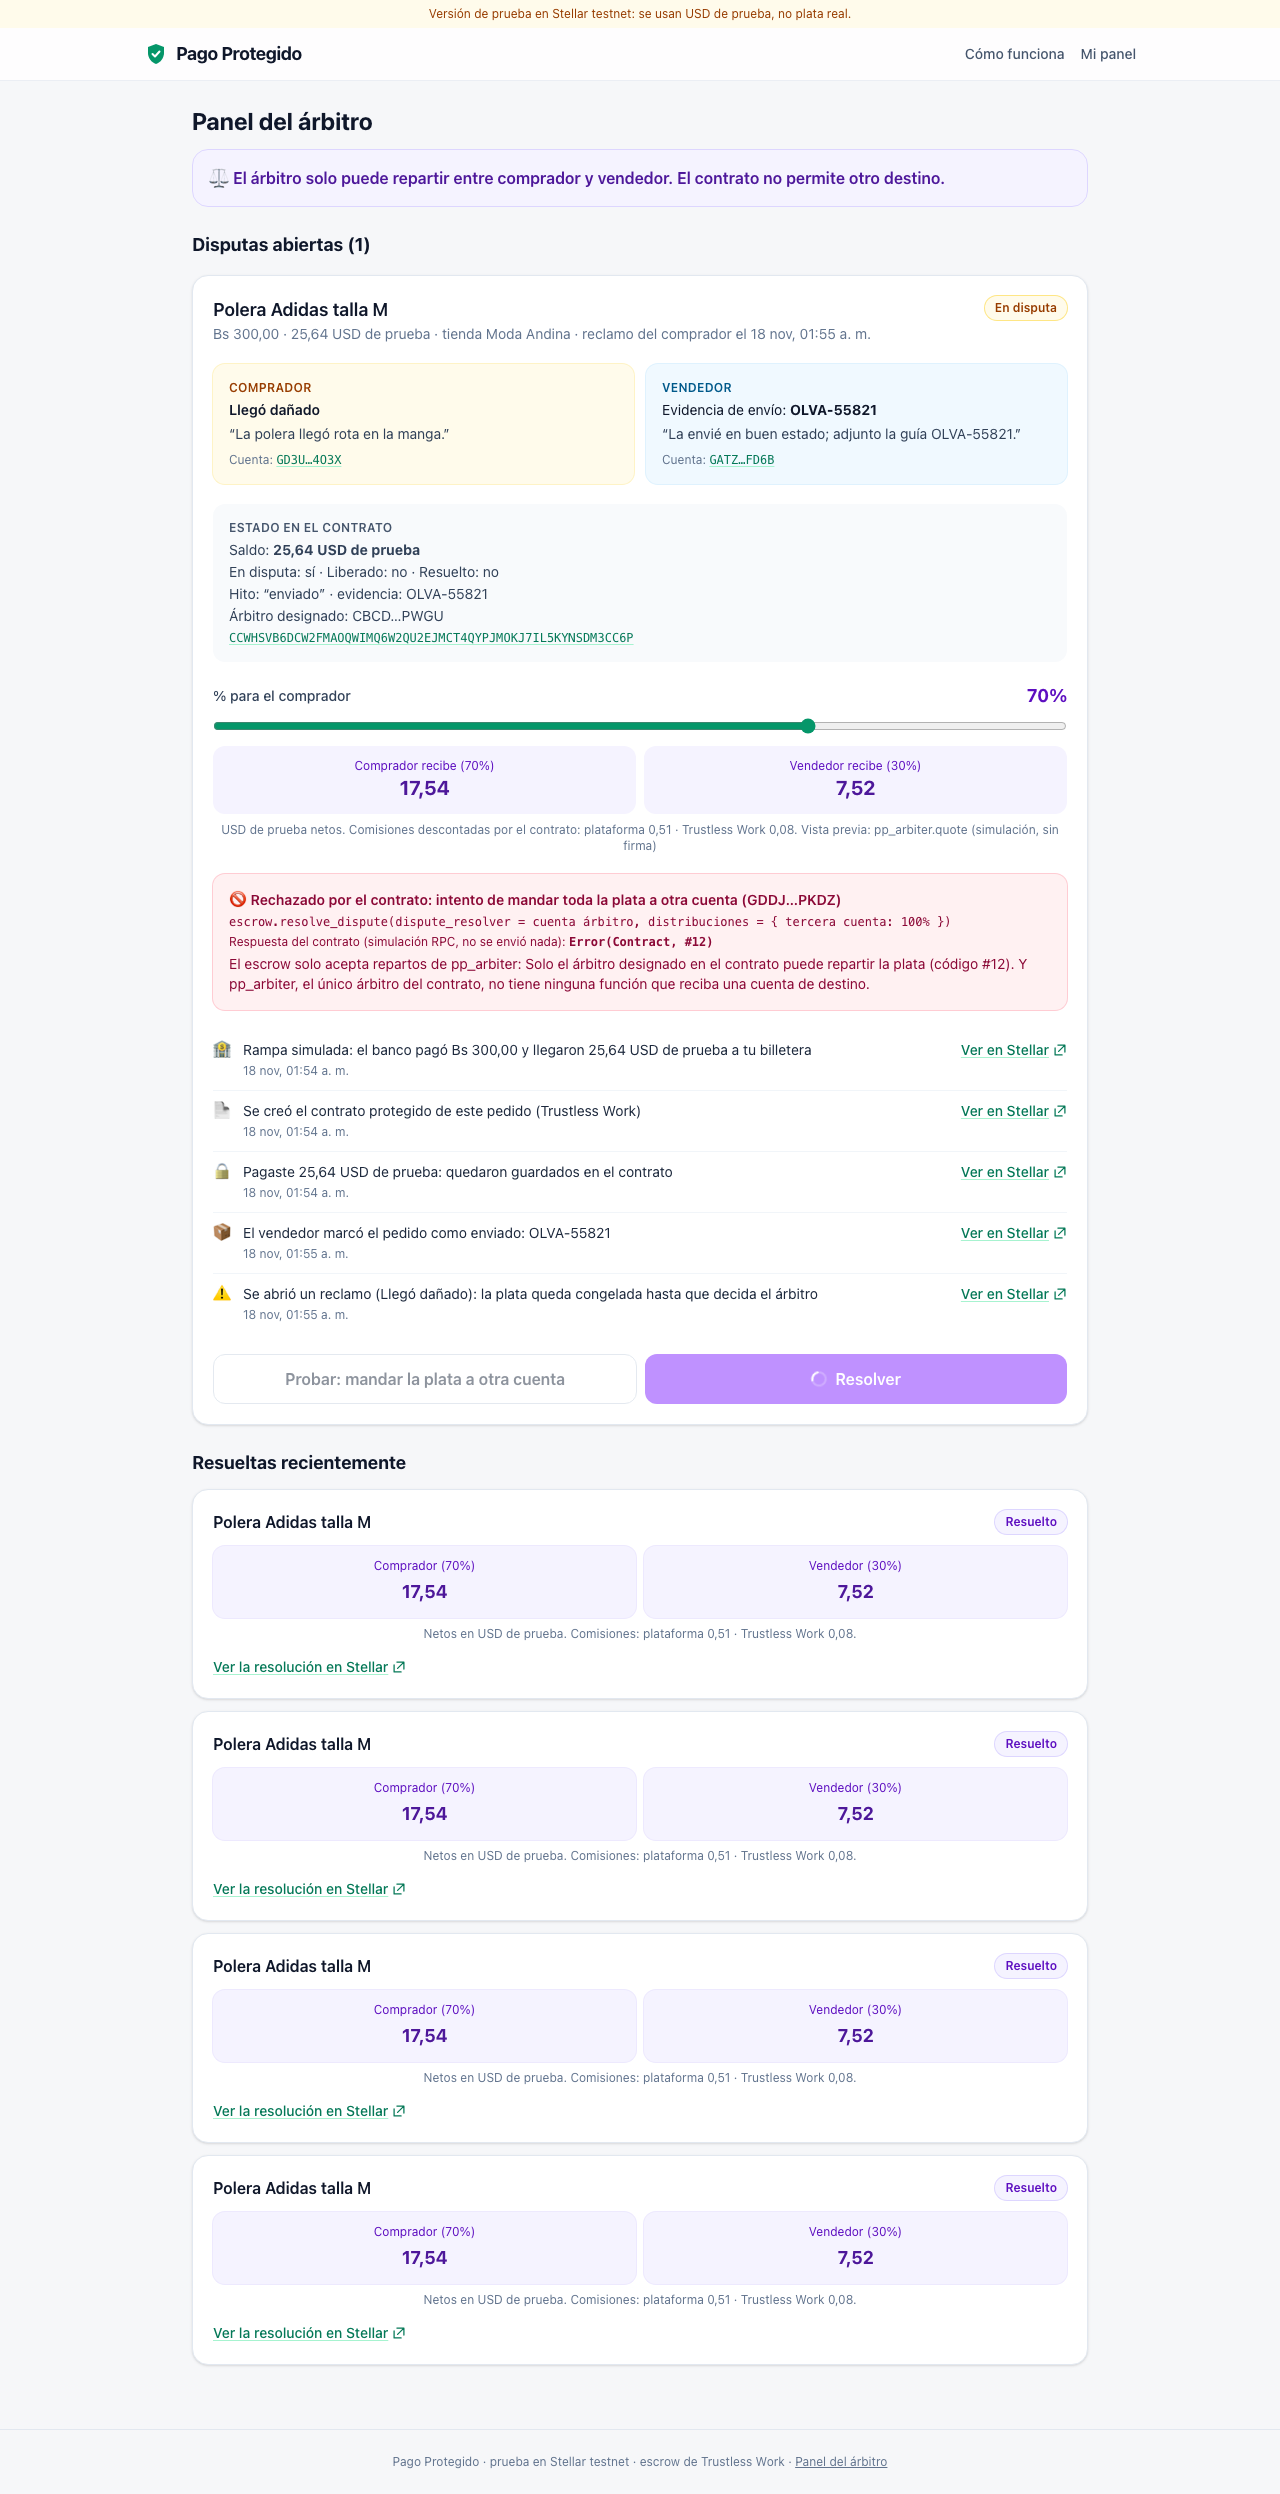 Versión de prueba en Stellar testnet: se usan USD de prueba, no plata real.
Pago Protegido
Cómo funciona
Mi panel
Panel del árbitro
El árbitro solo puede repartir entre comprador y vendedor. El contrato no permite otro destino.
Disputas abiertas (1)
Polera Adidas talla M
En disputa
Bs 300,00 · 25,64 USD de prueba · tienda Moda Andina · reclamo del comprador el 18 nov, 01:55 a. m.
COMPRADOR
Llegó dañado
“La polera llegó rota en la manga.”
Cuenta: GD3U…4O3X
VENDEDOR
Evidencia de envío: OLVA-55821
“La envié en buen estado; adjunto la guía OLVA-55821.”
Cuenta: GATZ…FD6B
ESTADO EN EL CONTRATO
Saldo: 25,64 USD de prueba
En disputa: sí · Liberado: no · Resuelto: no
Hito: “enviado” · evidencia: OLVA-55821
Árbitro designado: CBCD…PWGU
CCWHSVB6DCW2FMAOQWIMQ6W2QU2EJMCT4QYPJMOKJ7IL5KYNSDM3CC6P
% para el comprador
70%
Comprador recibe (70%)
17,54
Vendedor recibe (30%)
7,52
USD de prueba netos. Comisiones descontadas por el contrato: plataforma 0,51 · Trustless Work 0,08. Vista previa: pp_arbiter.quote (simulación, sin
firma)
Rechazado por el contrato: intento de mandar toda la plata a otra cuenta (GDDJ…PKDZ)
escrow.resolve_dispute(dispute_resolver = cuenta árbitro, distribuciones = { tercera cuenta: 100% })
Respuesta del contrato (simulación RPC, no se envió nada): Error(Contract, #12)
El escrow solo acepta repartos de pp_arbiter: Solo el árbitro designado en el contrato puede repartir la plata (código #12). Y
pp_arbiter, el único árbitro del contrato, no tiene ninguna función que reciba una cuenta de destino.
Rampa simulada: el banco pagó Bs 300,00 y llegaron 25,64 USD de prueba a tu billetera
Ver en Stellar
18 nov, 01:54 a. m.
Se creó el contrato protegido de este pedido (Trustless Work)
Ver en Stellar
18 nov, 01:54 a. m.
Pagaste 25,64 USD de prueba: quedaron guardados en el contrato
Ver en Stellar
18 nov, 01:54 a. m.
El vendedor marcó el pedido como enviado: OLVA-55821
Ver en Stellar
18 nov, 01:55 a. m.
Se abrió un reclamo (Llegó dañado): la plata queda congelada hasta que decida el árbitro
Ver en Stellar
18 nov, 01:55 a. m.
Probar: mandar la plata a otra cuenta
Resolver
Resueltas recientemente
Polera Adidas talla M
Resuelto
Comprador (70%)
17,54
Vendedor (30%)
7,52
Netos en USD de prueba. Comisiones: plataforma 0,51 · Trustless Work 0,08.
Ver la resolución en Stellar
Polera Adidas talla M
Resuelto
Comprador (70%)
17,54
Vendedor (30%)
7,52
Netos en USD de prueba. Comisiones: plataforma 0,51 · Trustless Work 0,08.
Ver la resolución en Stellar
Polera Adidas talla M
Resuelto
Comprador (70%)
17,54
Vendedor (30%)
7,52
Netos en USD de prueba. Comisiones: plataforma 0,51 · Trustless Work 0,08.
Ver la resolución en Stellar
Polera Adidas talla M
Resuelto
Comprador (70%)
17,54
Vendedor (30%)
7,52
Netos en USD de prueba. Comisiones: plataforma 0,51 · Trustless Work 0,08.
Ver la resolución en Stellar
Pago Protegido · prueba en Stellar testnet · escrow de Trustless Work · Panel del árbitro